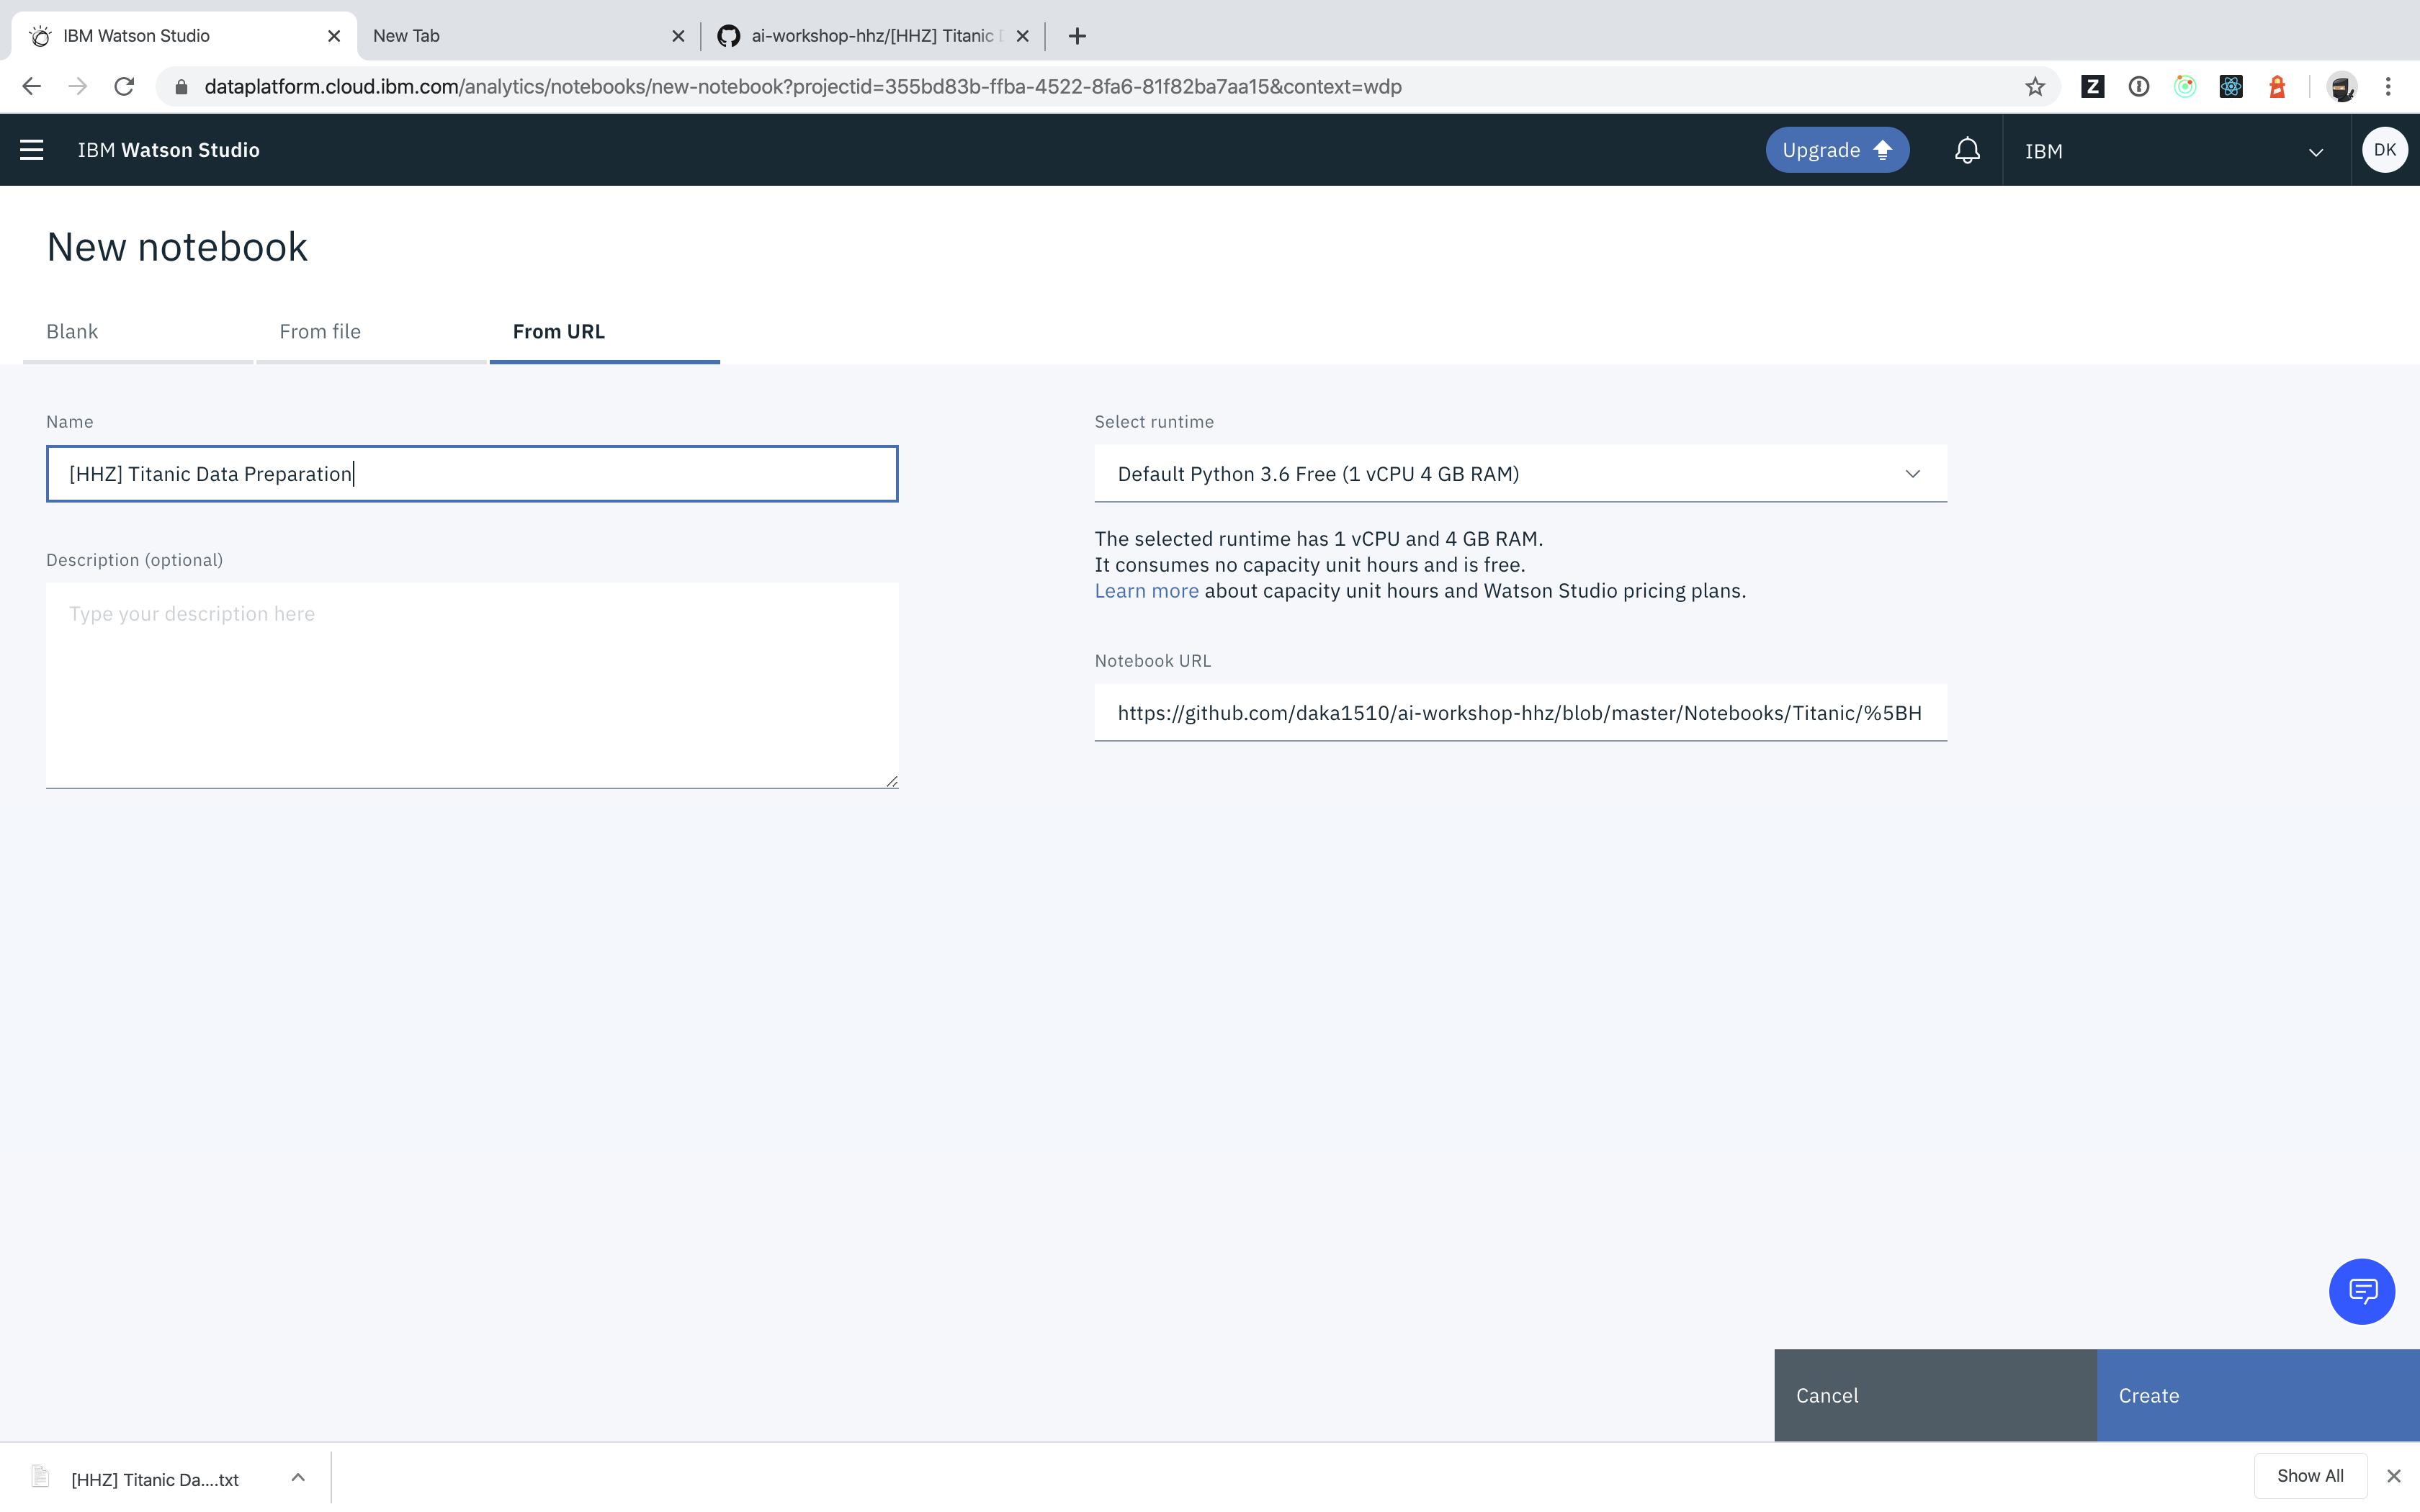 IBM Watson Studio
New Tab
ai-workshop-hhz/[HHZ] Titanic
dataplatform.cloud.ibm.com/analytics/notebooks/new-notebook?projectid=355bd83b-ffba-4522-8fa6-81f82ba7aa15&context=wdp
Z
IBM Watson Studio
Upgrade
IBM
DK
New notebook
Blank
From file
From URL
Name
[HHZ] Titanic Data Preparation
Description (optional)
Type your description here
Select runtime
Default Python 3.6 Free (1 vCPU 4 GB RAM)
The selected runtime has 1 vCPU and 4 GB RAM.
It consumes no capacity unit hours and is free.
Learn more about capacity unit hours and Watson Studio pricing plans.
Notebook URL
https://github.com/daka1510/ai-workshop-hhz/blob/master/Notebooks/Titanic/%5BH
Cancel
Create
[HHZ] Titanic Da....txt
Show All